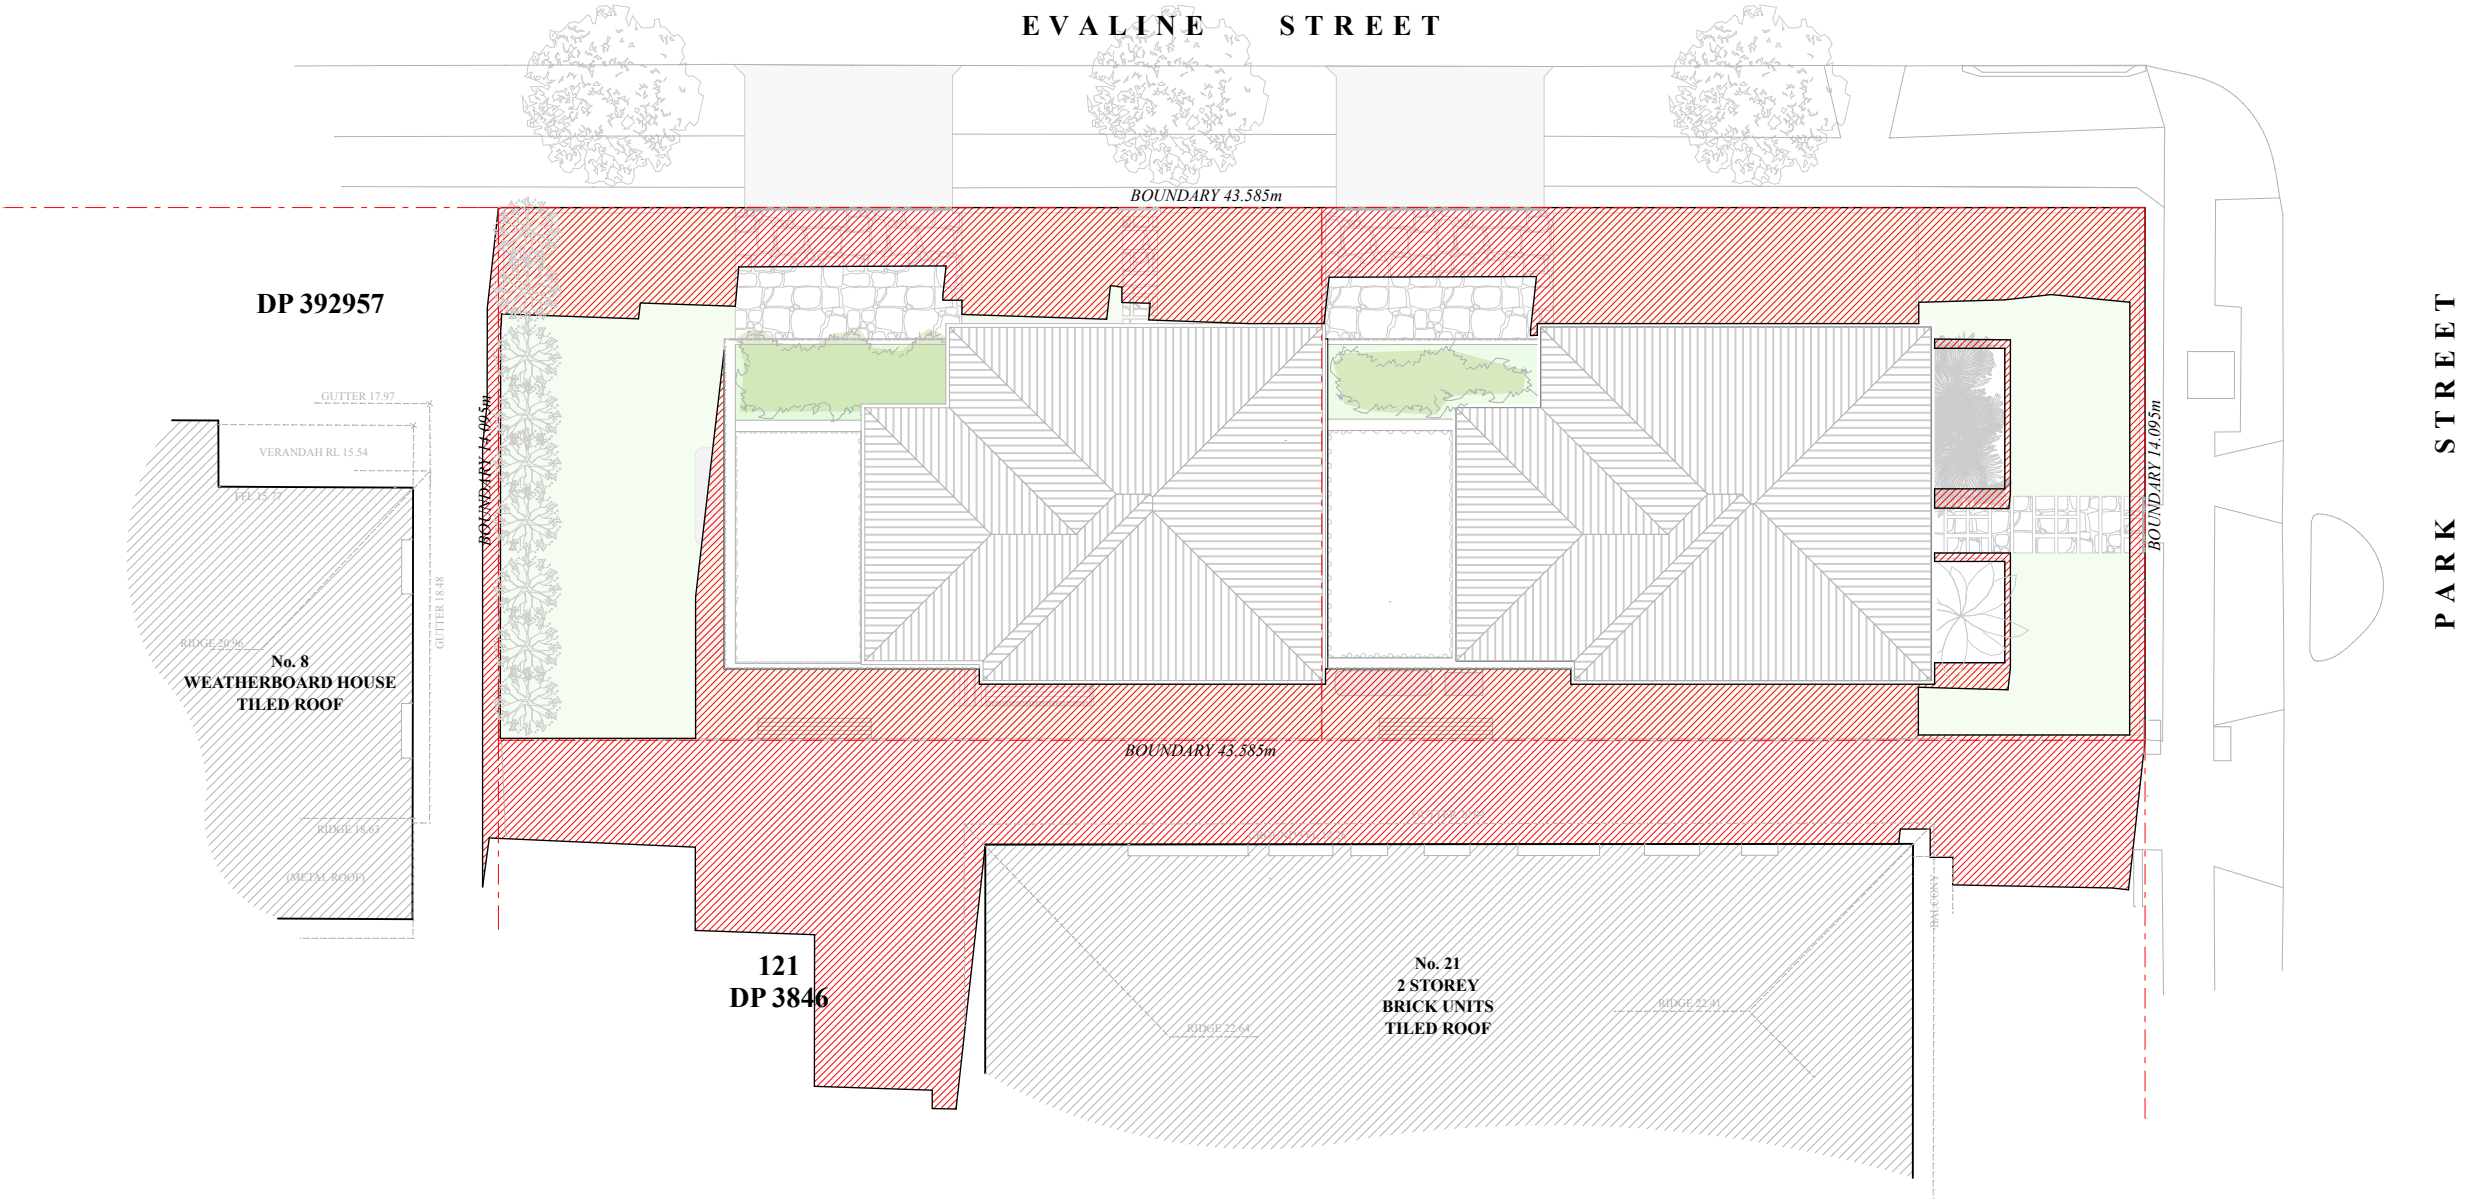 EVALINE STREET
BOUNDARY 43.585m
DP 392957
PARK STREET
GUTTER 17.97
VERANDAH RL 15.54
FFL 15.77
BOUNDARY 14.095m
BOUNDARY 14.095m
GUTTER 18.48
RIDGE 20.96
No. 8
WEATHERBOARD HOUSE
TILED ROOF
BOUNDARY 43.585m
RIDGE 18.63
(METAL ROOF)
BALCONY
121
DP 3846
No. 21
2 STOREY
BRICK UNITS
TILED ROOF
RIDGE 22.64
RIDGE 22.41